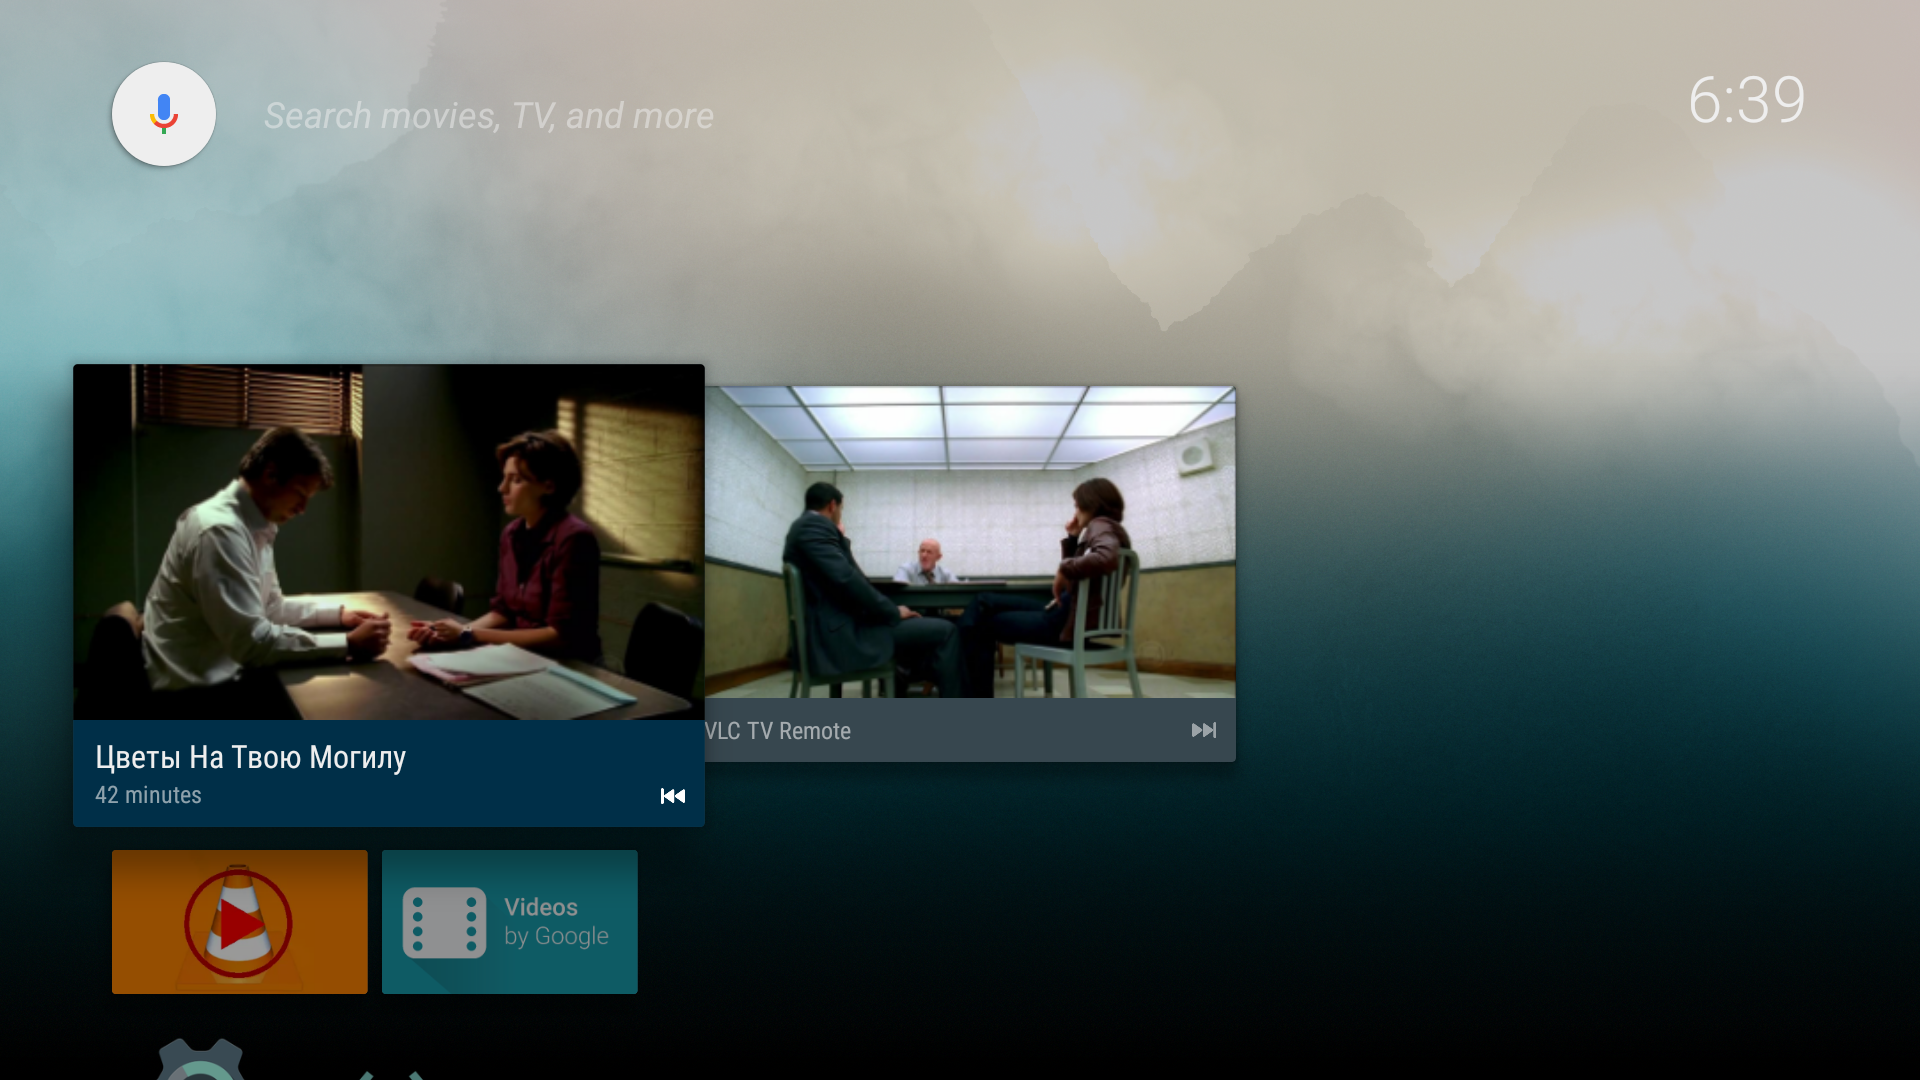 Search movies, TV, and more
6:39
Цветы На Твою Могилу
42 minutes
VLC TV Remote
Videos
by Google